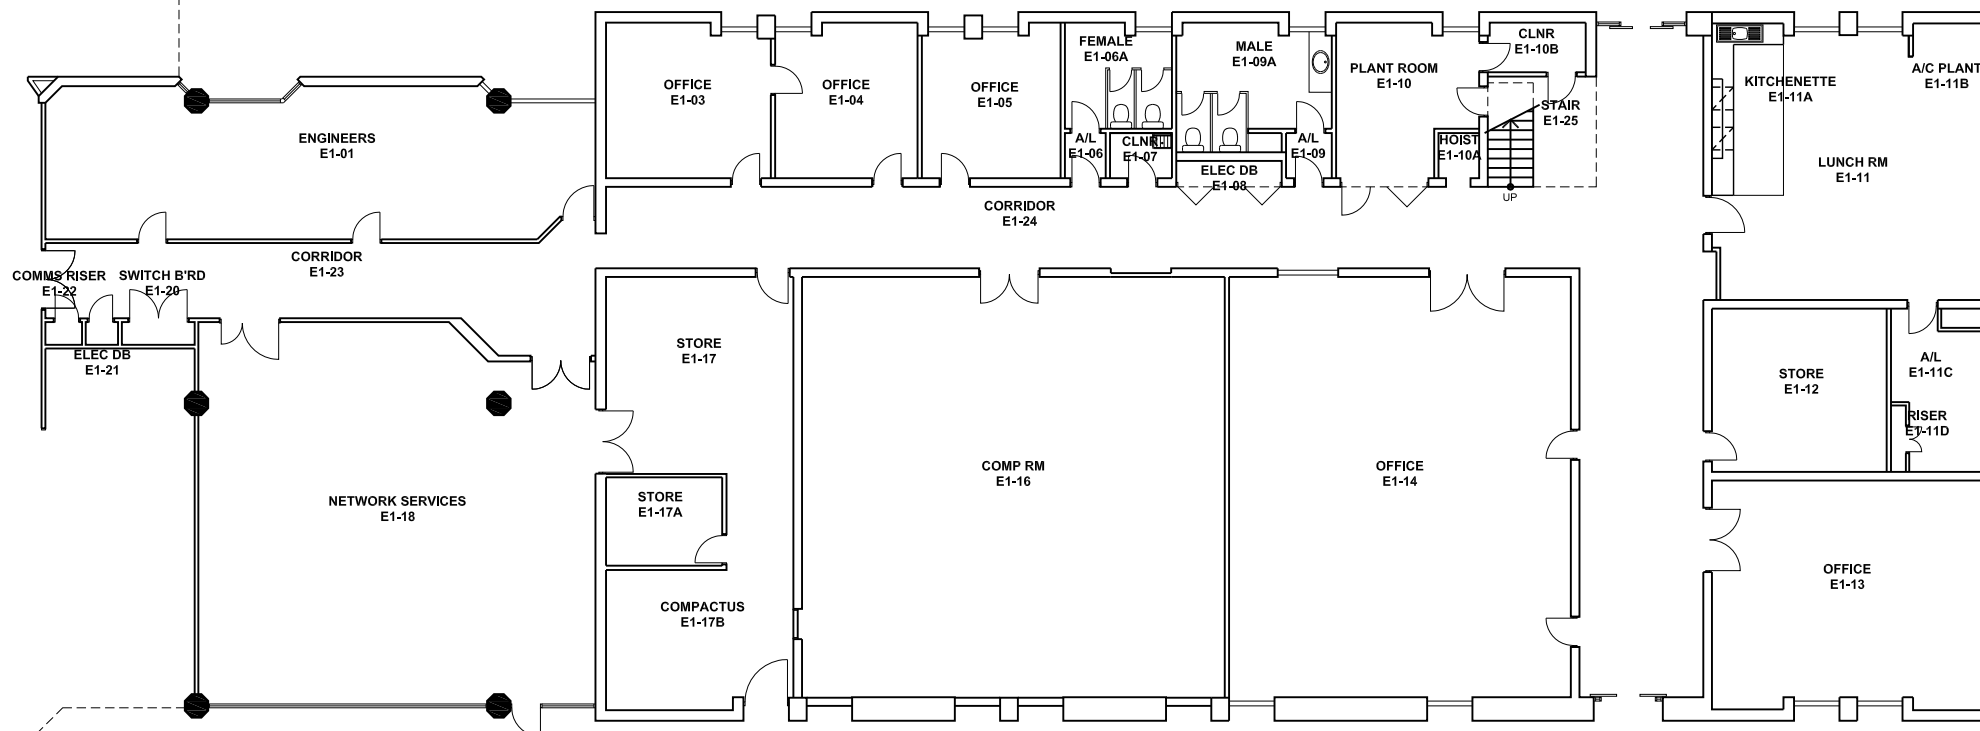 FEMALE
E1-06A
MALE
E1-09A
CLNR
E1-10B
OFFICE
E1-03
OFFICE
E1-04
OFFICE
E1-05
PLANT ROOM
E1-10
KITCHENETTE
E1-11A
A/C PLANT
E1-11B
STAIR
E1-25
ENGINEERS
E1-01
A/L
E1-06
CLNR
E1-07
A/L
E1-09
HOIST
E1-10A
ELEC DB
E1-08
LUNCH RM
E1-11
UP
CORRIDOR
E1-24
CORRIDOR
E1-23
COMMS RISER
E1-22
SWITCH B'RD
E1-20
ELEC DB
E1-21
STORE
E1-17
STORE
E1-12
A/L
E1-11C
RISER
E1-11D
COMP RM
E1-16
OFFICE
E1-14
NETWORK SERVICES
E1-18
STORE
E1-17A
COMPACTUS
E1-17B
OFFICE
E1-13